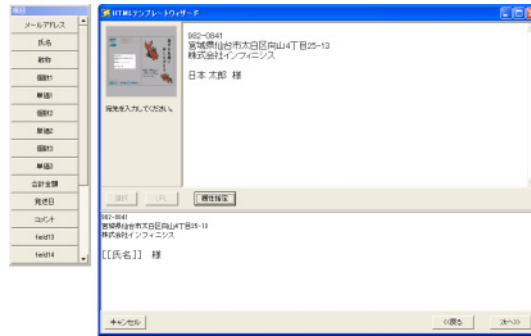 項目
メールアドレス
氏名
敬称
個数1
単価1
個数2
単価2
個数3
単価3
合計金額
発送日
コメント
field13
field14
HTMLテンプレートウィザード
宛先を入力してください。
982-0841
宮城県仙台市太白区向山4丁目25-13
株式会社インフィニシス
日本 太郎 様
選択
URL
差出指定
982-0841
宮城県仙台市太白区向山4丁目25-13
株式会社インフィニシス
[[氏名]] 様
キャンセル
<<戻る
次へ>>